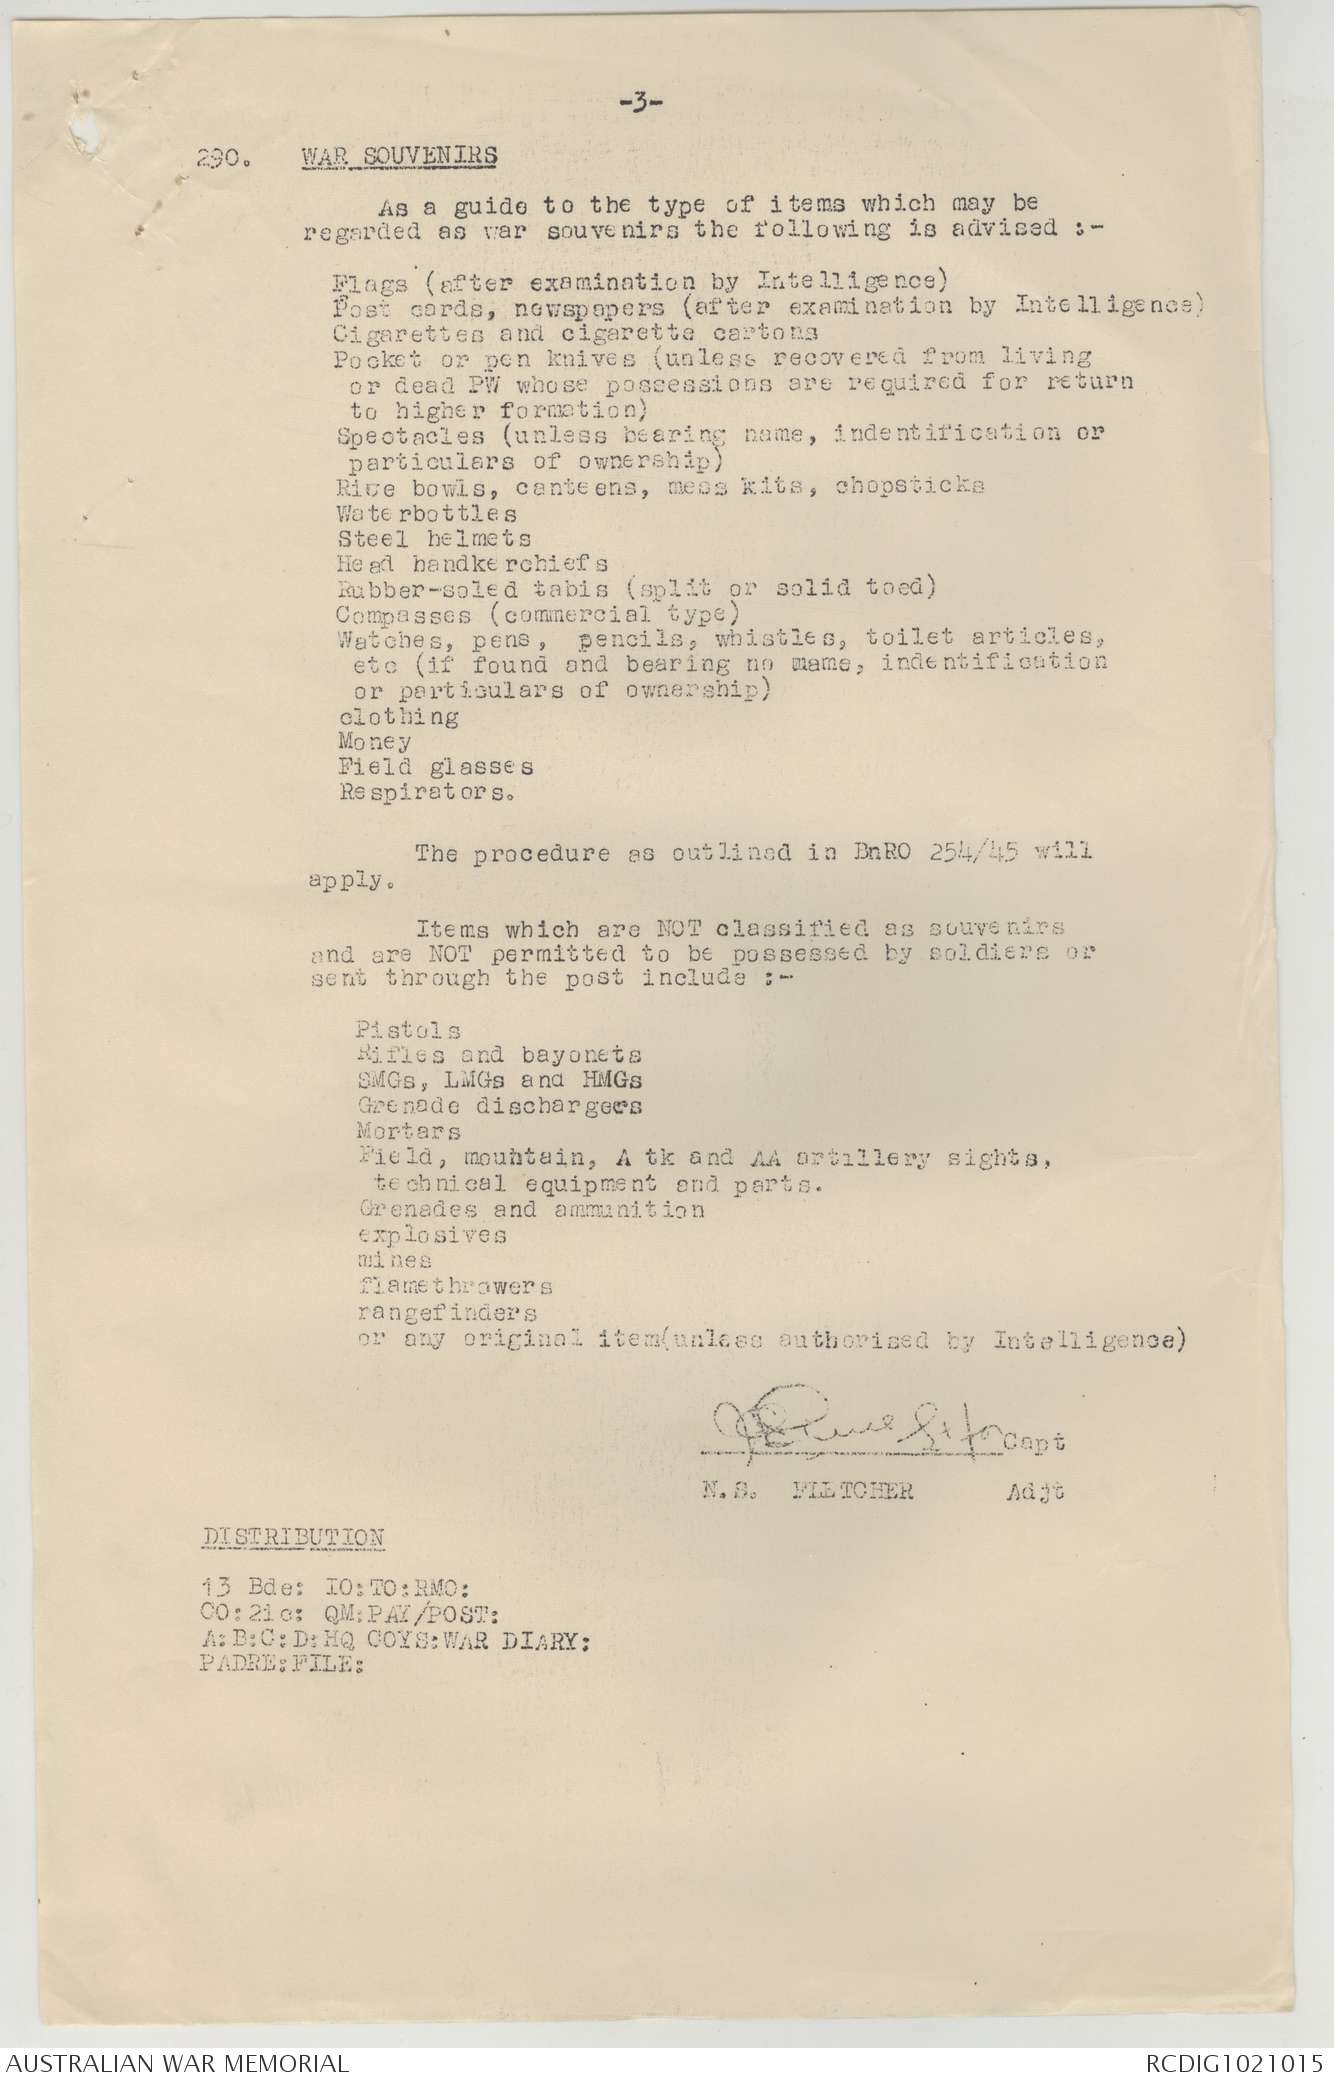 -3-
290. WAR SOUVENIRS
As a guide to the type of items which may be
regarded as war souvenirs the following is advised :-
Flags (after examination by Intelligence)
Post cards, newspapers (after examination by Intelligence)
Cigarettes and cigarette cartons
Pocket or pen knives (unless recovered from living
or dead PW whose possessions are required for return
to higher formation)
Spectacles (unless bearing name, indentification or
particulars of ownership)
Rice bowls, canteens, mess kits, chopsticks
Waterbottles
Steel helmets
Head handkerchiefs
Rubber-soled tabis (split or solid toed)
Compasses (commercial type)
Watches, pens, pencils, whistles, toilet articles,
etc (if found and bearing no mame, indentification
or particulars of ownership)
clothing
Money
Field glasses
Respirators.
The procedure as outlined in BnRO 254/45 will
apply.
Items which are NOT classified as souvenirs
and are NOT permitted to be possessed by soldiers or
sent through the post include :-
Pistols
Rifles and bayonets
SMGs, LMGs and HMGs
Grenade dischargers
Mortars
Field, mountain, A tk and AA artillery sights,
technical equipment and parts.
Grenades and ammunition
explosives
mines
flamethrowers
rangefinders
or any original item(unless authorised by Intelligence)
Capt
N.S. FLETCHER Adjt
DISTRIBUTION
13 Bde: IO:TO:RMO:
CO:2ic: QM:PAY/POST:
A:B:C:D:HQ COYS:WAR DIARY:
PADRE:FILE:
AUSTRALIAN WAR MEMORIAL RCDIG1021015